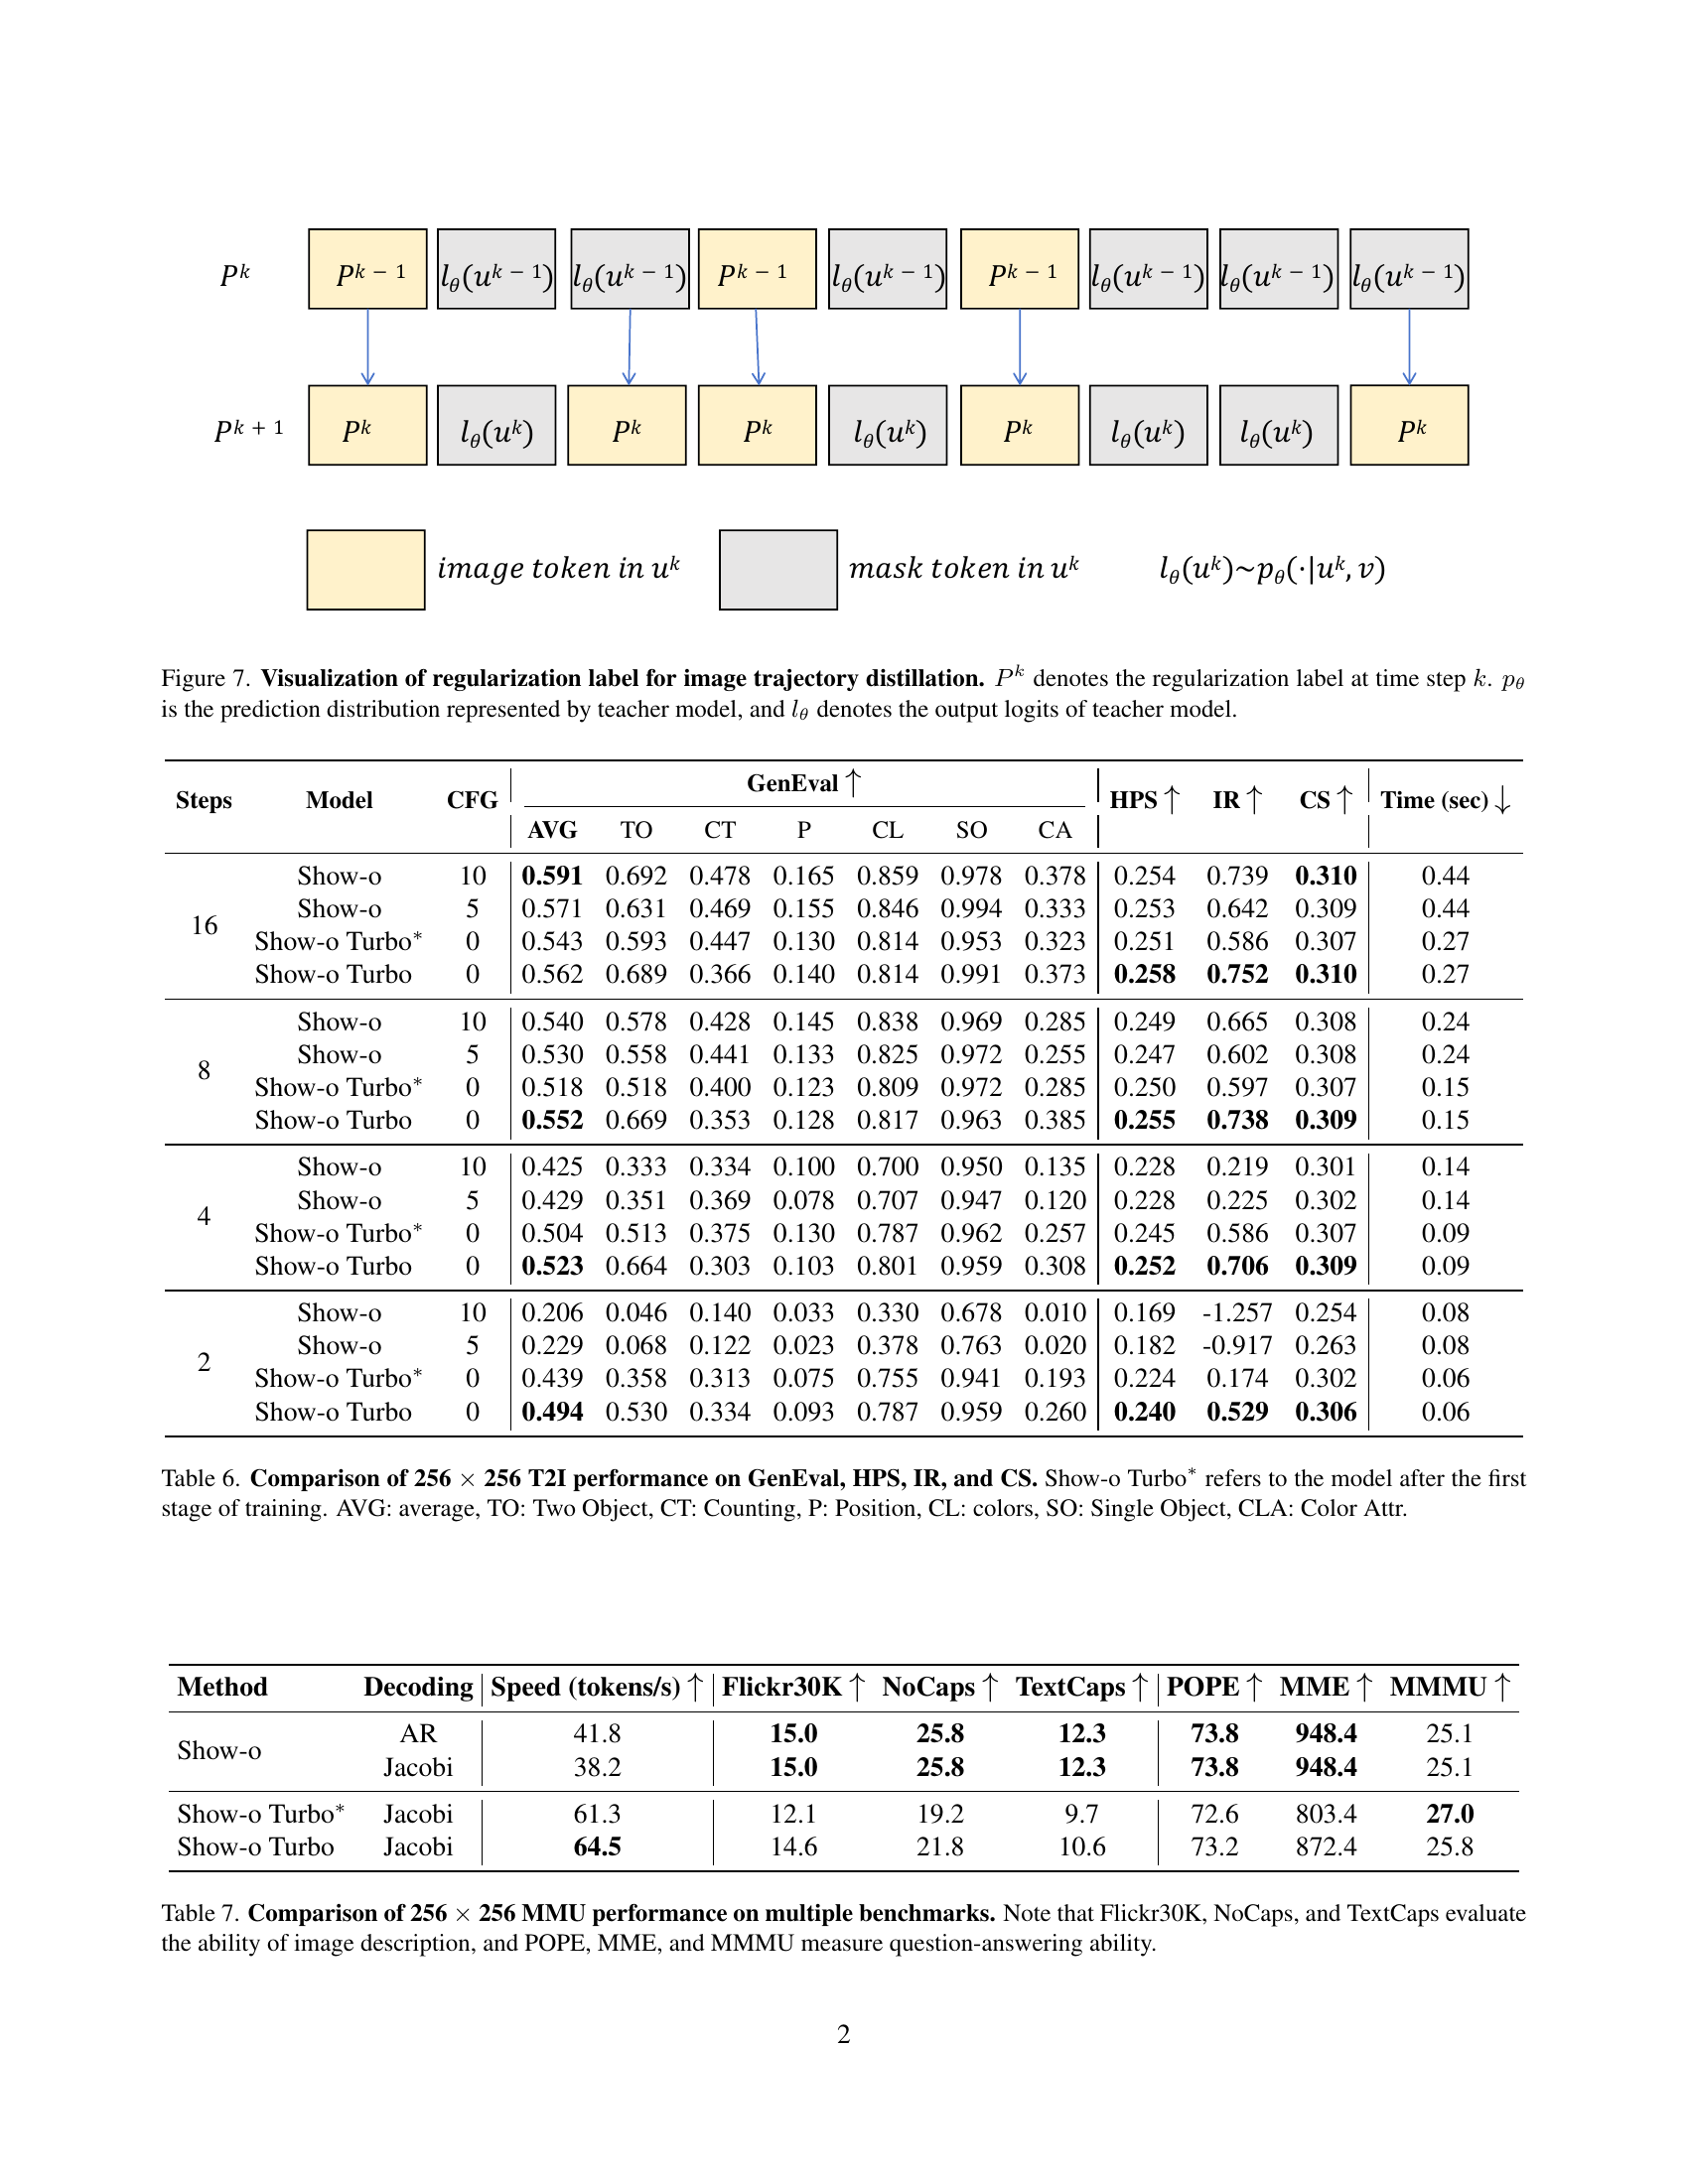 P^k P^{k-1} l_θ(u^{k-1}) l_θ(u^{k-1}) P^{k-1} l_θ(u^{k-1}) P^{k-1} l_θ(u^{k-1}) l_θ(u^{k-1}) l_θ(u^{k-1})
P^{k+1} P^k l_θ(u^k) P^k P^k l_θ(u^k) P^k l_θ(u^k) l_θ(u^k) P^k
image token in u^k mask token in u^k l_θ(u^k)~p_θ(·|u^k, v)
Figure 7. Visualization of regularization label for image trajectory distillation. P^k denotes the regularization label at time step k. p_θ
is the prediction distribution represented by teacher model, and l_θ denotes the output logits of teacher model.
Steps Model CFG GenEval ↑ HPS ↑ IR ↑ CS ↑ Time (sec) ↓
AVG TO CT P CL SO CA
16
Show-o 10 0.591 0.692 0.478 0.165 0.859 0.978 0.378 0.254 0.739 0.310 0.44
Show-o 5 0.571 0.631 0.469 0.155 0.846 0.994 0.333 0.253 0.642 0.309 0.44
Show-o Turbo* 0 0.543 0.593 0.447 0.130 0.814 0.953 0.323 0.251 0.586 0.307 0.27
Show-o Turbo 0 0.562 0.689 0.366 0.140 0.814 0.991 0.373 0.258 0.752 0.310 0.27
8
Show-o 10 0.540 0.578 0.428 0.145 0.838 0.969 0.285 0.249 0.665 0.308 0.24
Show-o 5 0.530 0.558 0.441 0.133 0.825 0.972 0.255 0.247 0.602 0.308 0.24
Show-o Turbo* 0 0.518 0.518 0.400 0.123 0.809 0.972 0.285 0.250 0.597 0.307 0.15
Show-o Turbo 0 0.552 0.669 0.353 0.128 0.817 0.963 0.385 0.255 0.738 0.309 0.15
4
Show-o 10 0.425 0.333 0.334 0.100 0.700 0.950 0.135 0.228 0.219 0.301 0.14
Show-o 5 0.429 0.351 0.369 0.078 0.707 0.947 0.120 0.228 0.225 0.302 0.14
Show-o Turbo* 0 0.504 0.513 0.375 0.130 0.787 0.962 0.257 0.245 0.586 0.307 0.09
Show-o Turbo 0 0.523 0.664 0.303 0.103 0.801 0.959 0.308 0.252 0.706 0.309 0.09
2
Show-o 10 0.206 0.046 0.140 0.033 0.330 0.678 0.010 0.169 -1.257 0.254 0.08
Show-o 5 0.229 0.068 0.122 0.023 0.378 0.763 0.020 0.182 -0.917 0.263 0.08
Show-o Turbo* 0 0.439 0.358 0.313 0.075 0.755 0.941 0.193 0.224 0.174 0.302 0.06
Show-o Turbo 0 0.494 0.530 0.334 0.093 0.787 0.959 0.260 0.240 0.529 0.306 0.06
Table 6. Comparison of 256 × 256 T2I performance on GenEval, HPS, IR, and CS. Show-o Turbo* refers to the model after the first
stage of training. AVG: average, TO: Two Object, CT: Counting, P: Position, CL: colors, SO: Single Object, CLA: Color Attr.
Method Decoding Speed (tokens/s) ↑ Flickr30K ↑ NoCaps ↑ TextCaps ↑ POPE ↑ MME ↑ MMMU ↑
Show-o
AR 41.8 15.0 25.8 12.3 73.8 948.4 25.1
Jacobi 38.2 15.0 25.8 12.3 73.8 948.4 25.1
Show-o Turbo* Jacobi 61.3 12.1 19.2 9.7 72.6 803.4 27.0
Show-o Turbo Jacobi 64.5 14.6 21.8 10.6 73.2 872.4 25.8
Table 7. Comparison of 256 × 256 MMU performance on multiple benchmarks. Note that Flickr30K, NoCaps, and TextCaps evaluate
the ability of image description, and POPE, MME, and MMMU measure question-answering ability.
2